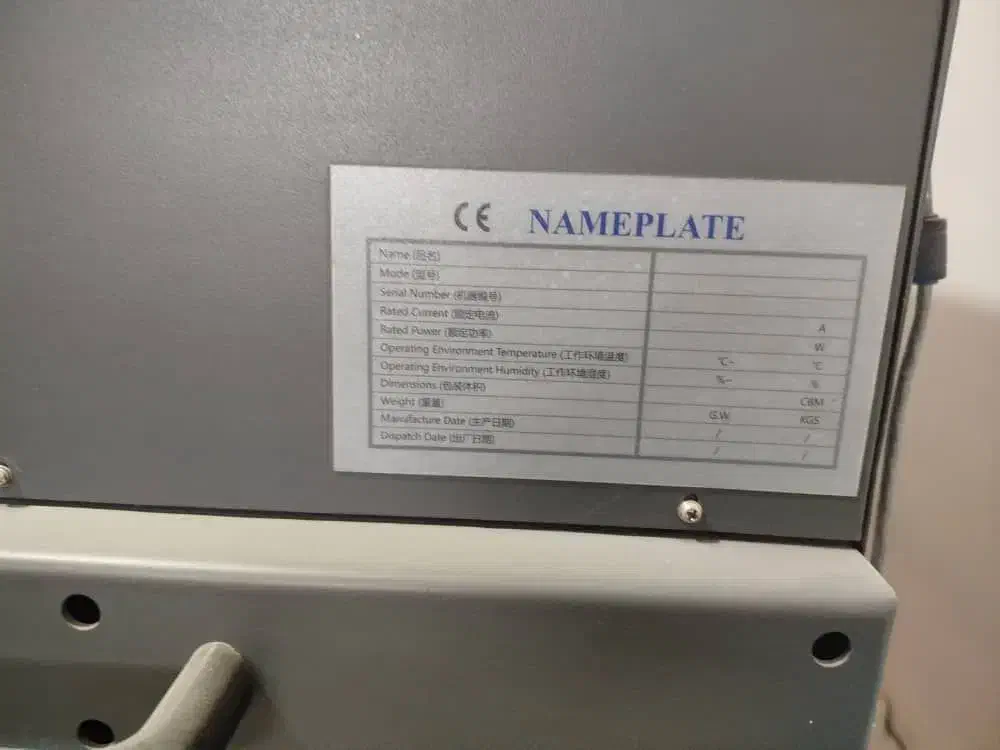 CE NAMEPLATE
Name (品名)
Mode (型号)
Serial Number (机器编号)
Rated Current (额定电流) A
Rated Power (额定功率) W
Operating Environment Temperature (工作环境温度) ℃~ ℃
Operating Environment Humidity (工作环境湿度) %~ %
Dimensions (包装体积) CBM
Weight (重量) G.W KGS
Manufacture Date (生产日期) / /
Dispatch Date (出厂日期) / /